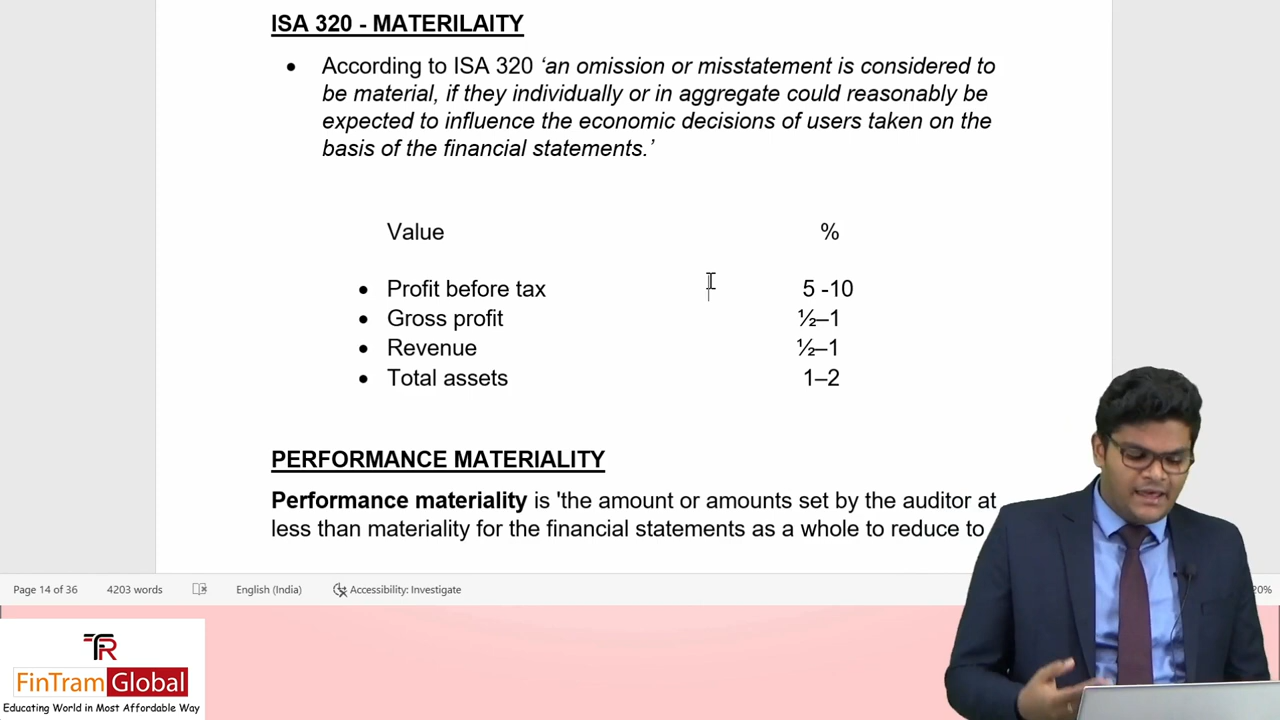 ISA 320 - MATERILAITY
• According to ISA 320 ‘an omission or misstatement is considered to
be material, if they individually or in aggregate could reasonably be
expected to influence the economic decisions of users taken on the
basis of the financial statements.’
Value %
• Profit before tax 5 -10
• Gross profit ½–1
• Revenue ½–1
• Total assets 1–2
PERFORMANCE MATERIALITY
Performance materiality is 'the amount or amounts set by the auditor at
less than materiality for the financial statements as a whole to reduce to
Page 14 of 36 4203 words English (India) Accessibility: Investigate 20%
TFR
FinTram Global
Educating World in Most Affordable Way